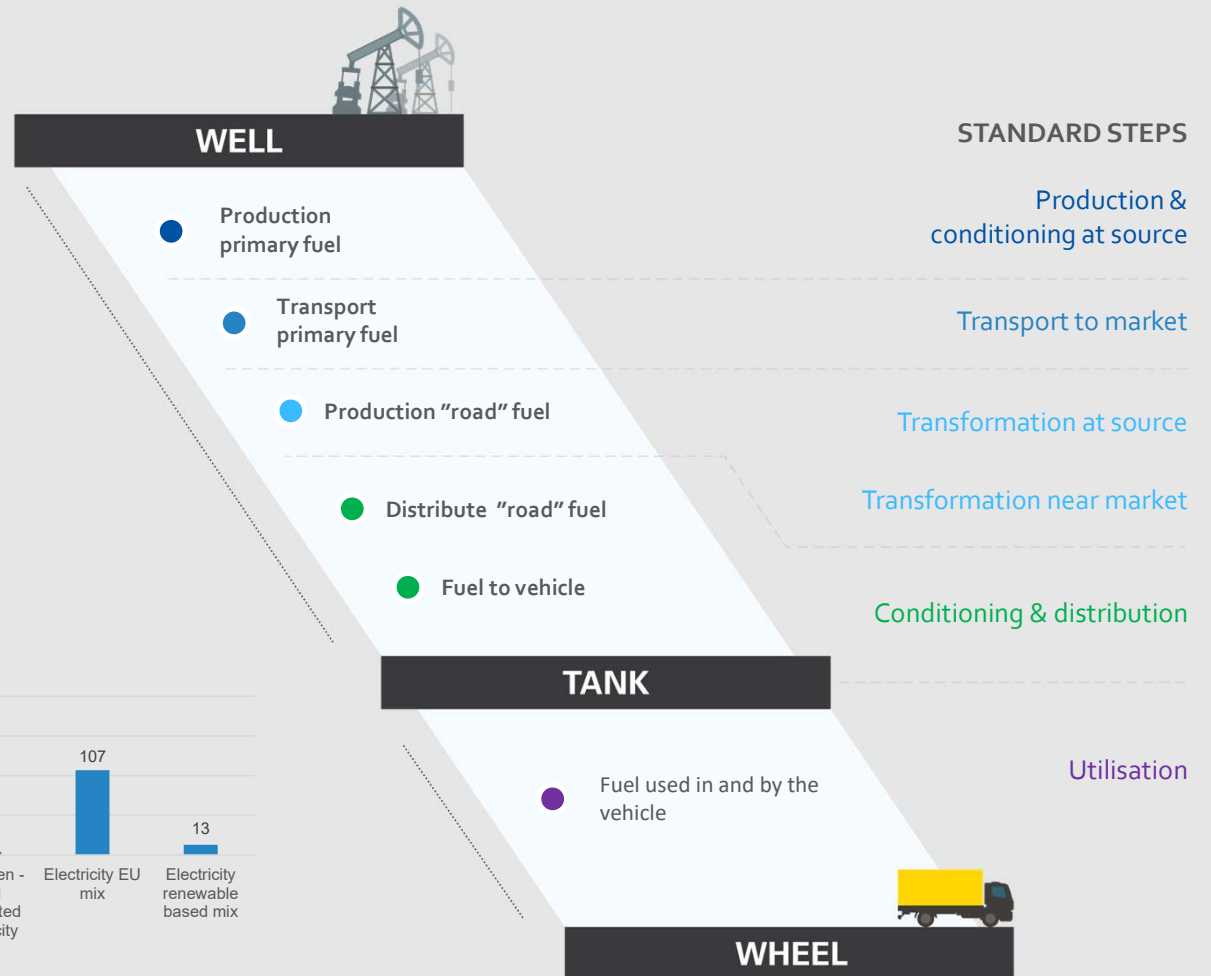 WELL
STANDARD STEPS
Production
primary fuel
Production &
conditioning at source
Transport
primary fuel
Transport to market
Production "road" fuel
Transformation at source
Distribute "road" fuel
Transformation near market
Fuel to vehicle
Conditioning & distribution
TANK
Fuel used in and by the
vehicle
Utilisation
WHEEL
107
13
Electricity EU
mix
Electricity
renewable
based mix